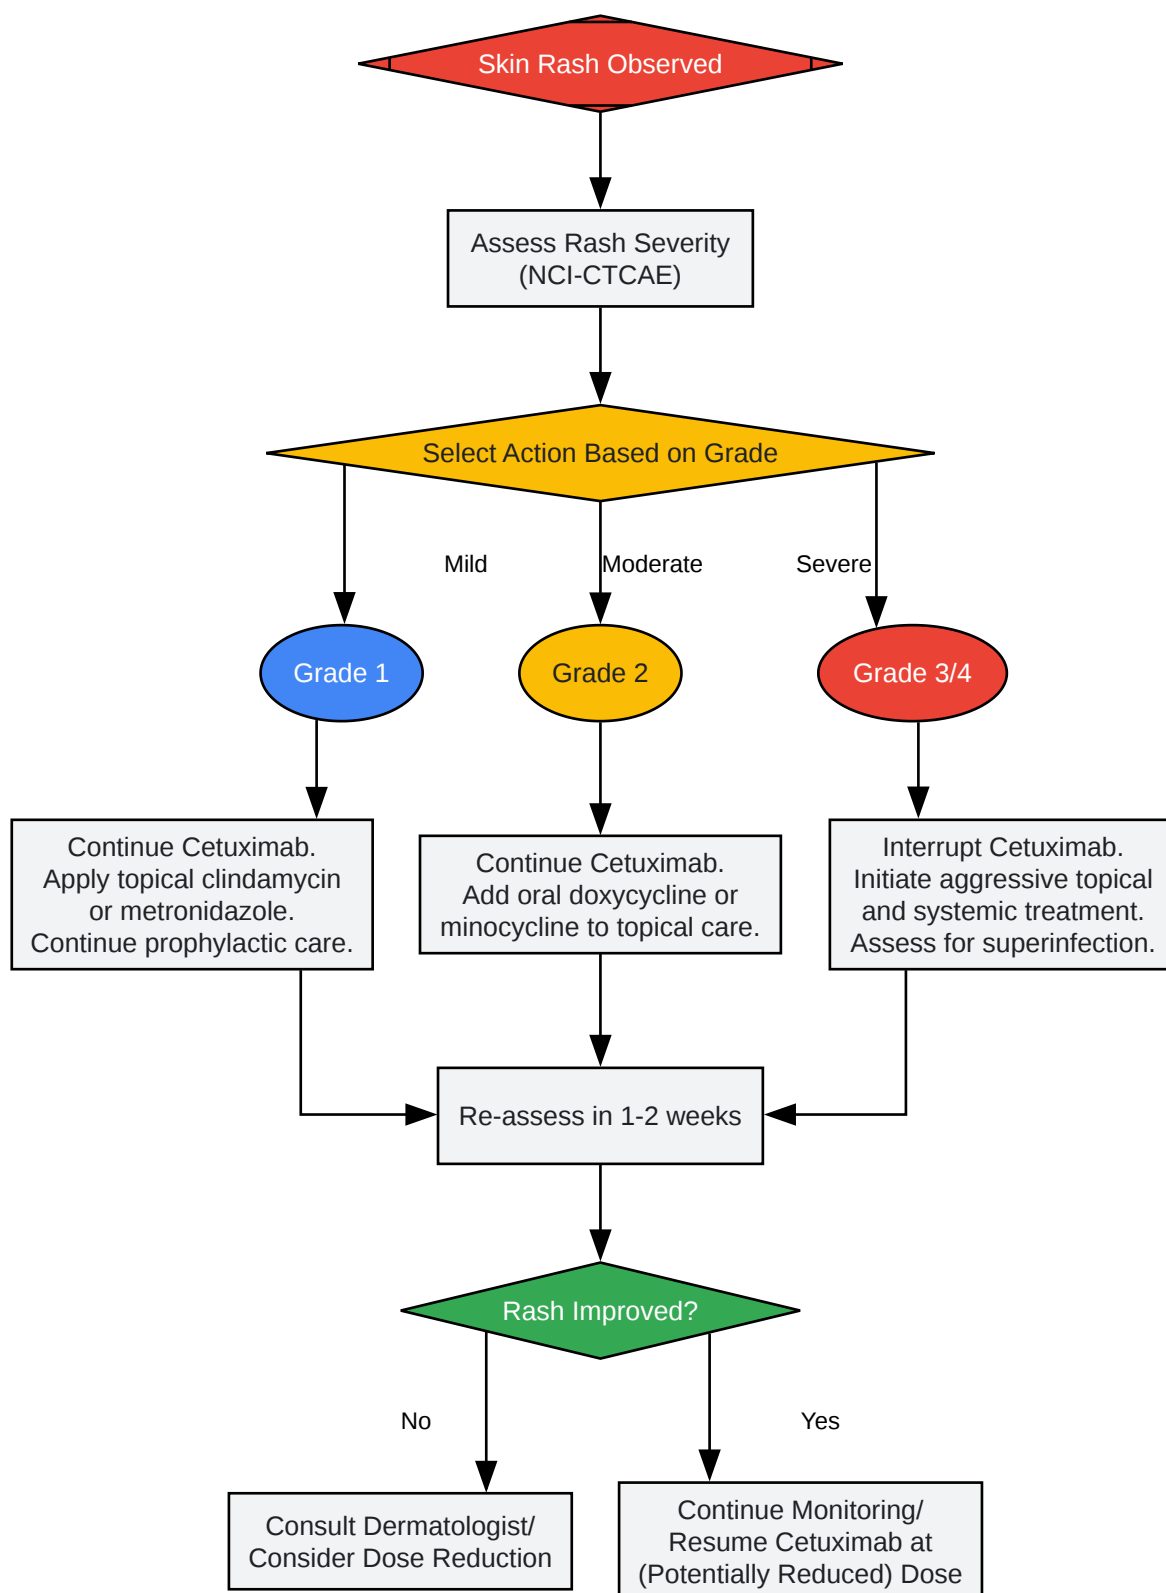 Skin Rash Observed
Assess Rash Severity
(NCI-CTCAE)
Select Action Based on Grade
Mild
Moderate
Severe
Grade 1
Grade 2
Grade 3/4
Continue Cetuximab.
Apply topical clindamycin
or metronidazole.
Continue prophylactic care.
Continue Cetuximab.
Add oral doxycycline or
minocycline to topical care.
Interrupt Cetuximab.
Initiate aggressive topical
and systemic treatment.
Assess for superinfection.
Re-assess in 1-2 weeks
Rash Improved?
No
Yes
Consult Dermatologist/
Consider Dose Reduction
Continue Monitoring/
Resume Cetuximab at
(Potentially Reduced) Dose